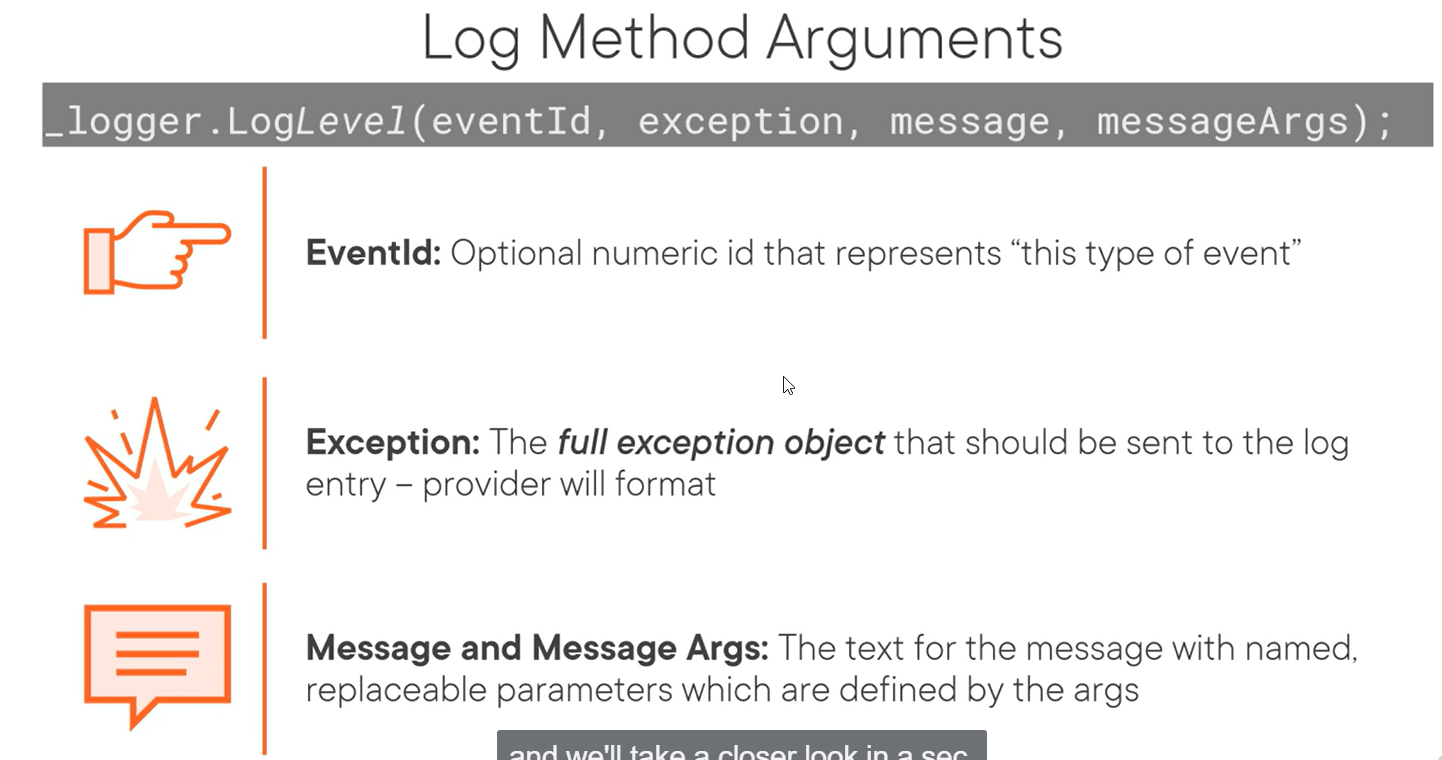 Log Method Arguments
_logger.LogLevel(eventId, exception, message, messageArgs);
EventId: Optional numeric id that represents “this type of event”
Exception: The full exception object that should be sent to the log
entry – provider will format
Message and Message Args: The text for the message with named,
replaceable parameters which are defined by the args
and we'll take a closer look in a sec.